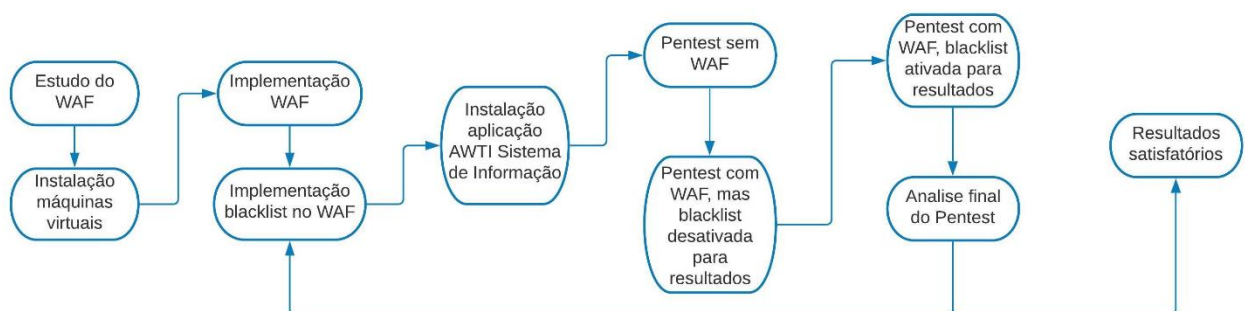 Estudo do
WAF
Instalação
máquinas
virtuais
Implementação
WAF
Implementação
blacklist no WAF
Instalação
aplicação
AWTI Sistema
de Informação
Pentest sem
WAF
Pentest com
WAF, mas
blacklist
desativada
para
resultados
Pentest com
WAF, blacklist
ativada para
resultados
Analise final
do Pentest
Resultados
satisfatórios